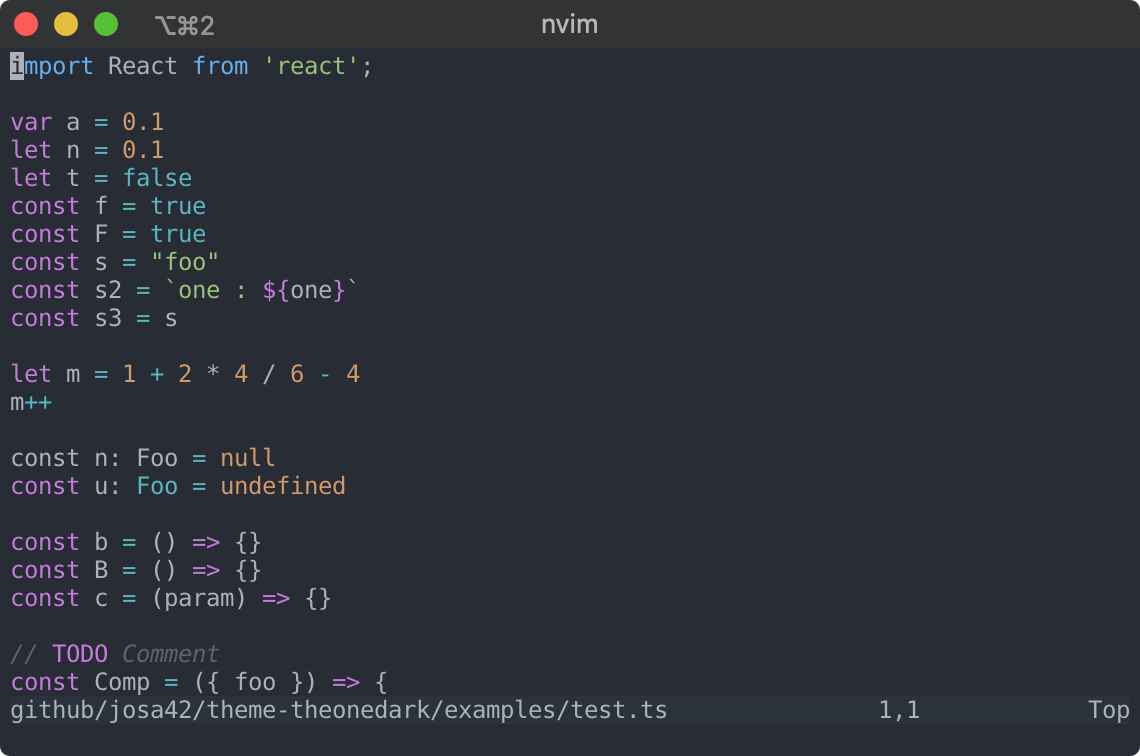 ⌥⌘2 nvim
import React from 'react';
var a = 0.1
let n = 0.1
let t = false
const f = true
const F = true
const s = "foo"
const s2 = `one : ${one}`
const s3 = s
let m = 1 + 2 * 4 / 6 - 4
m++
const n: Foo = null
const u: Foo = undefined
const b = () => {}
const B = () => {}
const c = (param) => {}
// TODO Comment
const Comp = ({ foo }) => {
github/josa42/theme-theonedark/examples/test.ts 1,1 Top